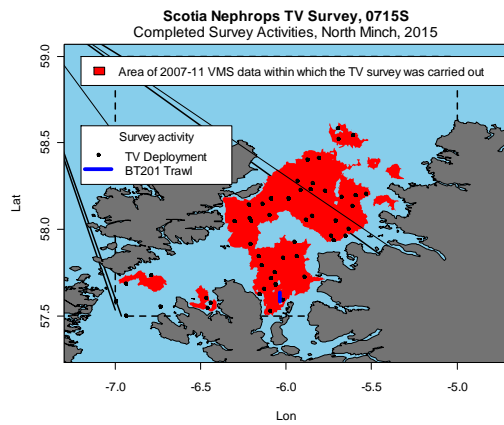 Scotia Nephrops TV Survey, 0715S
Completed Survey Activities, North Minch, 2015
Area of 2007-11 VMS data within which the TV survey was carried out
Survey activity
TV Deployment
BT201 Trawl
Lat
59.0
58.5
58.0
57.5
-7.0
-6.5
-6.0
-5.5
-5.0
Lon